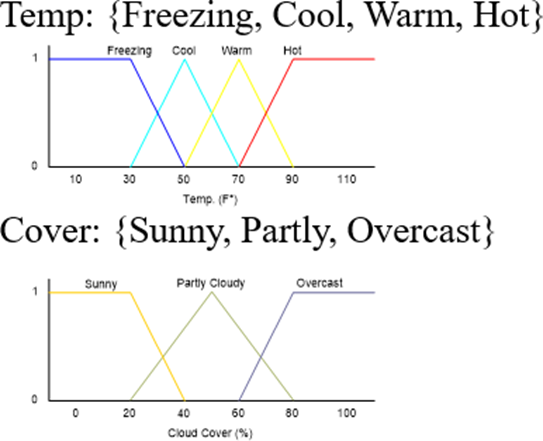 Temp: {Freezing, Cool, Warm, Hot}
Freezing Cool Warm Hot
1
0
10 30 50 70 90 110
Temp. (F°)
Cover: {Sunny, Partly, Overcast}
Sunny Partly Cloudy Overcast
1
0
0 20 40 60 80 100
Cloud Cover (%)